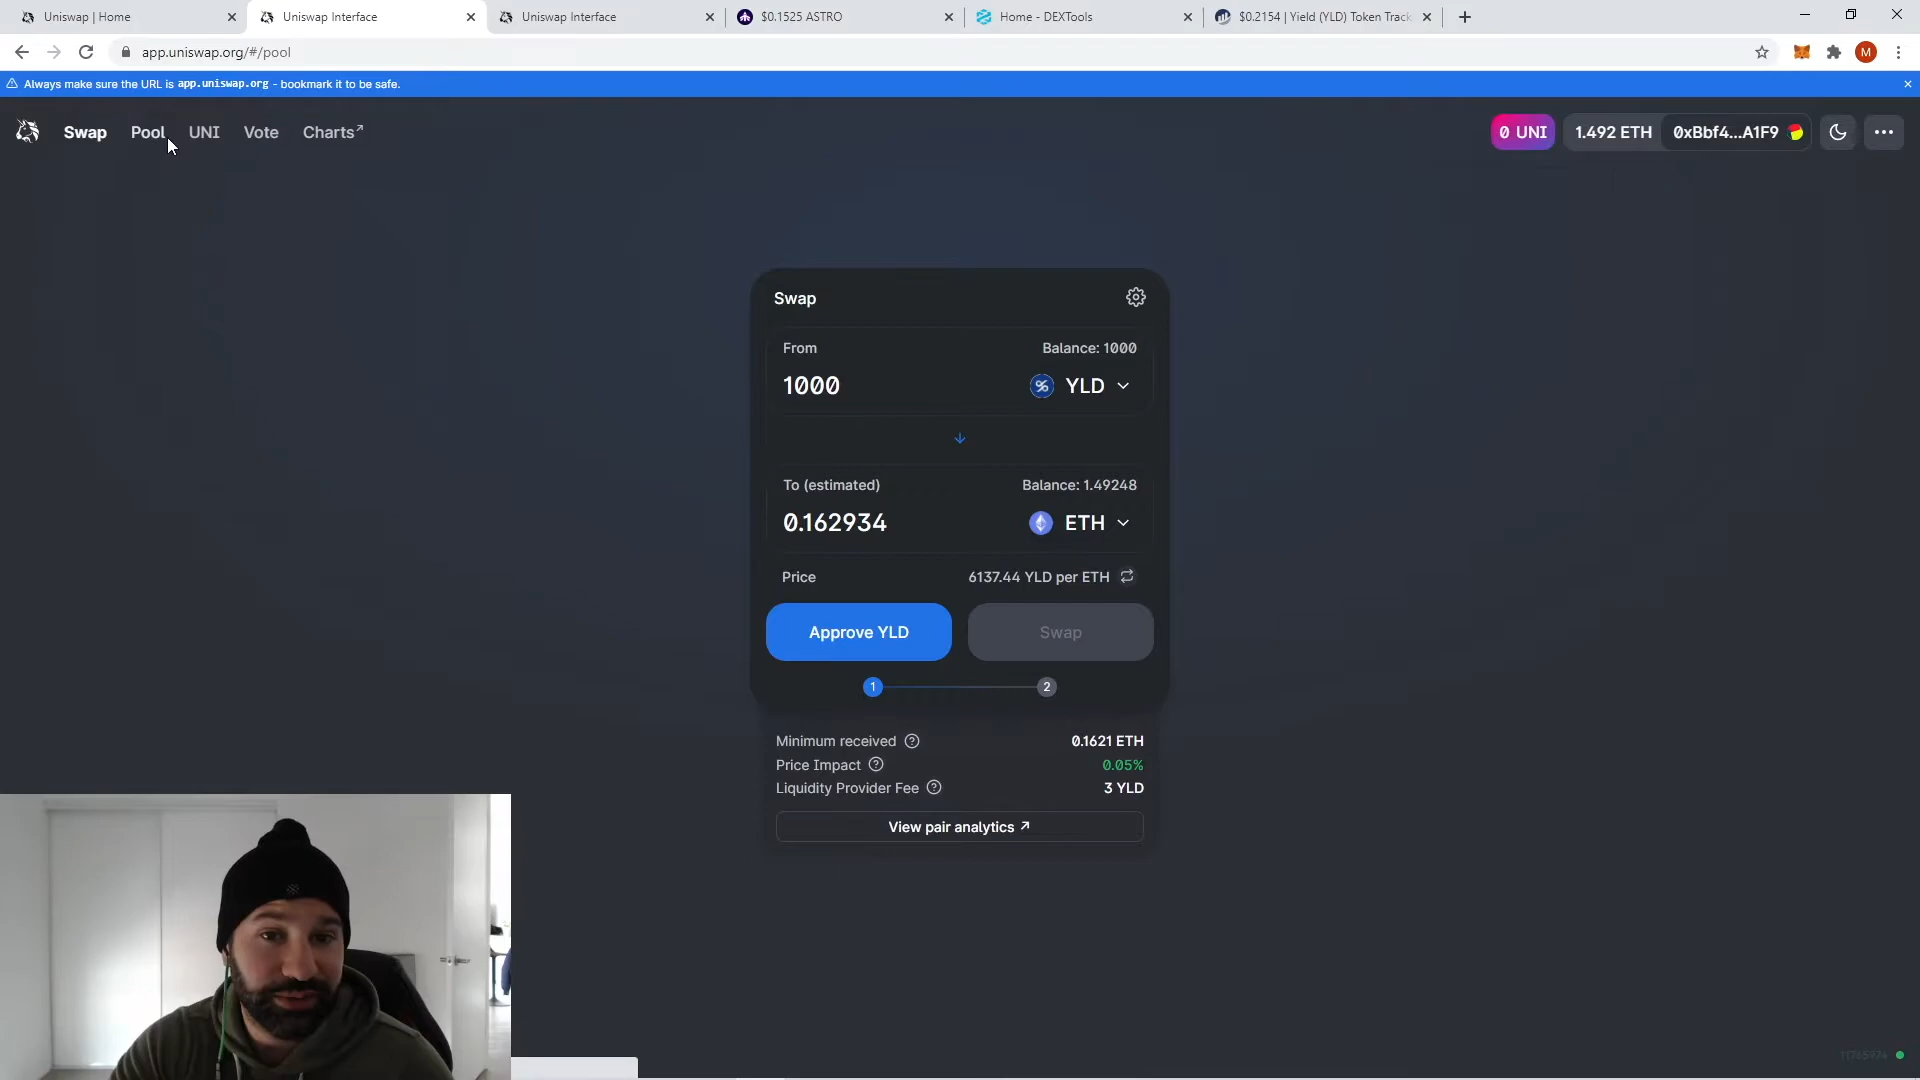 Uniswap | Home
Uniswap Interface
Uniswap Interface
$0.1525 ASTRO
Home - DEXTools
$0.2154 | Yield (YLD) Token Track
app.uniswap.org/#/pool
M
Always make sure the URL is app.uniswap.org - bookmark it to be safe.
Swap
Pool
UNI
Vote
Charts↗
0 UNI
1.492 ETH
0xBbf4...A1F9
Swap
From
Balance: 1000
1000
YLD
To (estimated)
Balance: 1.49248
0.162934
ETH
Price
6137.44 YLD per ETH
Approve YLD
Swap
1
2
Minimum received
0.1621 ETH
Price Impact
0.05%
Liquidity Provider Fee
3 YLD
View pair analytics ↗